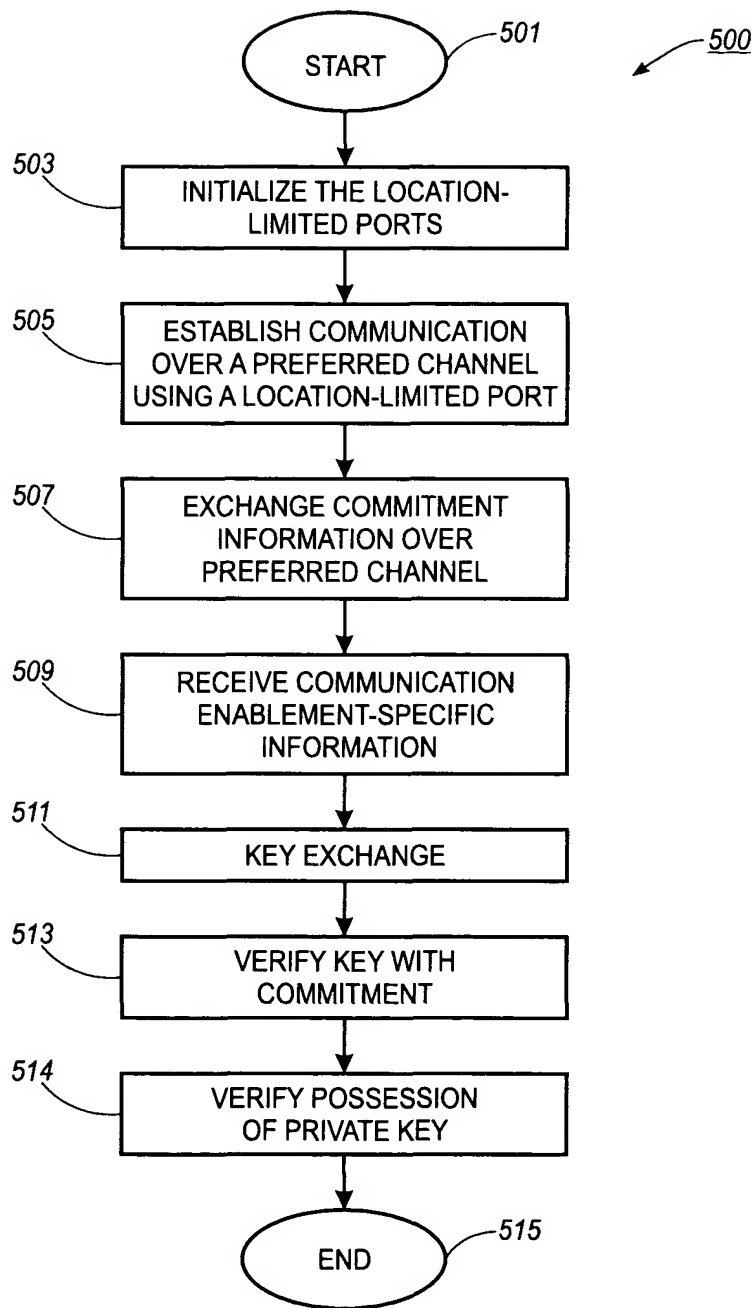 501
500
START
503
INITIALIZE THE LOCATION-
LIMITED PORTS
505
ESTABLISH COMMUNICATION
OVER A PREFERRED CHANNEL
USING A LOCATION-LIMITED PORT
507
EXCHANGE COMMITMENT
INFORMATION OVER
PREFERRED CHANNEL
509
RECEIVE COMMUNICATION
ENABLEMENT-SPECIFIC
INFORMATION
511
KEY EXCHANGE
513
VERIFY KEY WITH
COMMITMENT
514
VERIFY POSSESSION
OF PRIVATE KEY
515
END